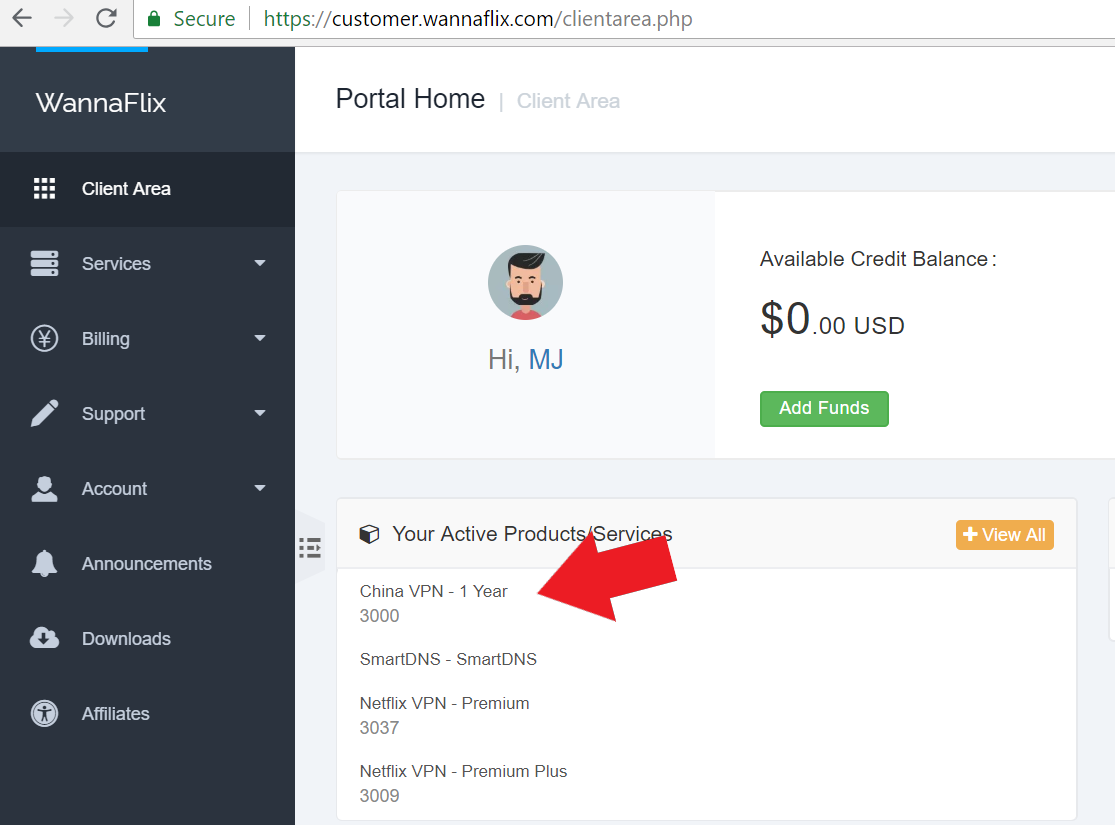 Secure https://customer.wannaflix.com/clientarea.php
WannaFlix
Portal Home | Client Area
Client Area
Services
Billing
Support
Account
Announcements
Downloads
Affiliates
Hi, MJ
Available Credit Balance:
$0.00 USD
Add Funds
Your Active Products/Services
View All
China VPN - 1 Year
3000
SmartDNS - SmartDNS
Netflix VPN - Premium
3037
Netflix VPN - Premium Plus
3009